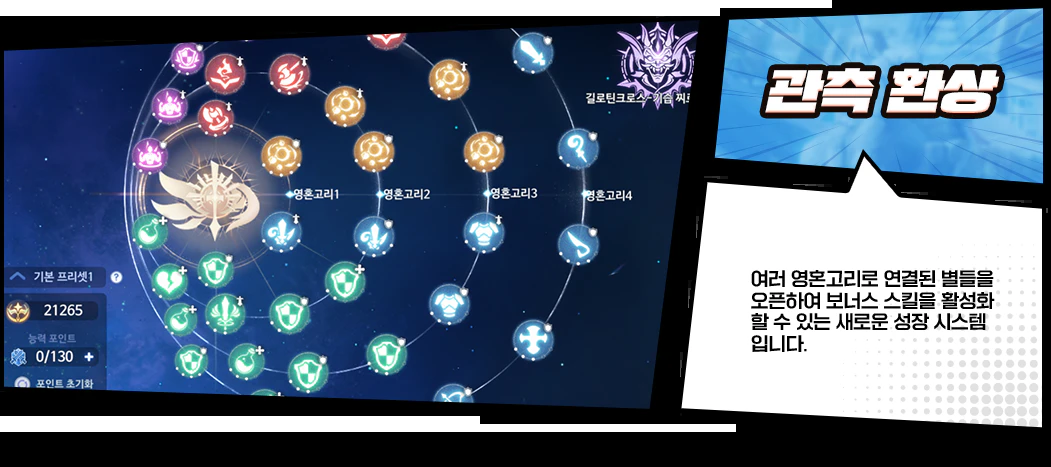 관측 환상
길로틴크로스-기습 찌르
영혼고리1
영혼고리2
영혼고리3
영혼고리4
기본 프리셋1
?
21265
능력 포인트
0/130 +
포인트 초기화
여러 영혼고리로 연결된 별들을
오픈하여 보너스 스킬을 활성화
할 수 있는 새로운 성장 시스템
입니다.